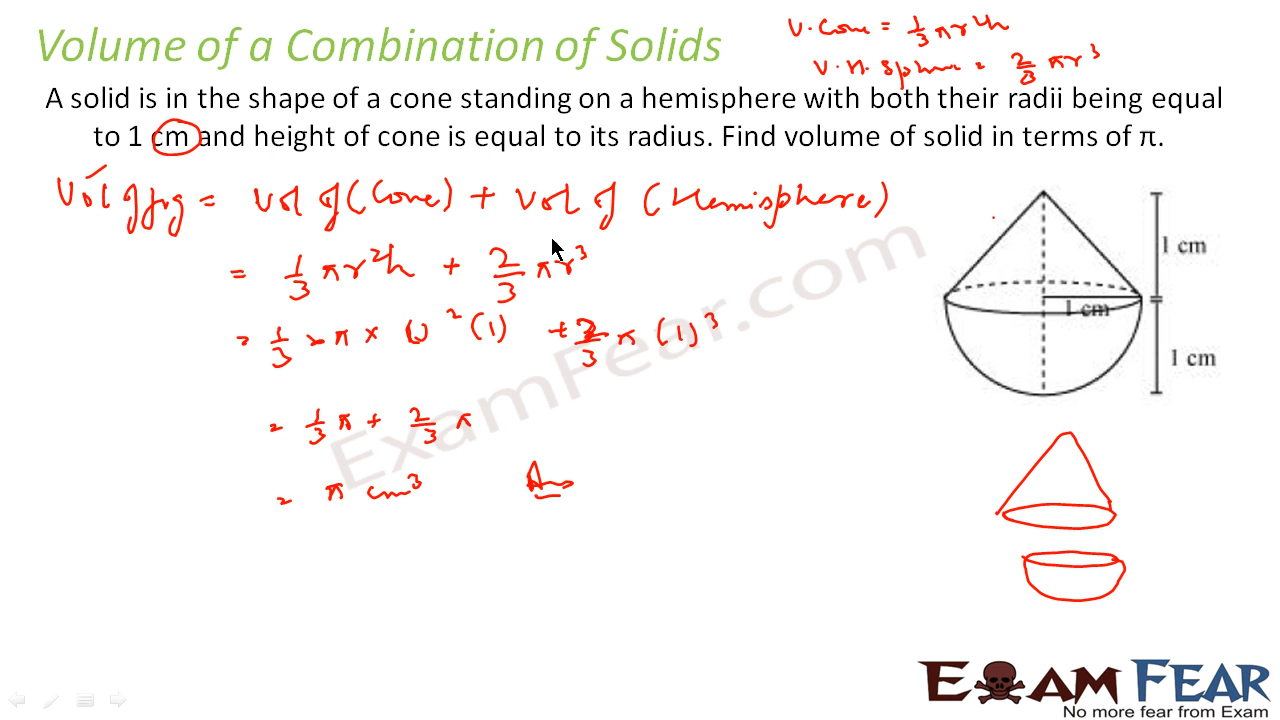 Volume of a Combination of Solids
V. Cone = 1/3 πr²h
V. H. Sphere = 2/3 πr³
A solid is in the shape of a cone standing on a hemisphere with both their radii being equal
to 1 cm and height of cone is equal to its radius. Find volume of solid in terms of π.
Vol of fig = Vol of (Cone) + Vol of (Hemisphere)
= 1/3 πr²h + 2/3 πr³
= 1/3 × π × (1)² (1) + 2/3 π (1)³
= 1/3 π + 2/3 π
= π cm³ Ans
1 cm
1 cm
1 cm
ExamFear.com
EXAM FEAR
No more fear from Exam